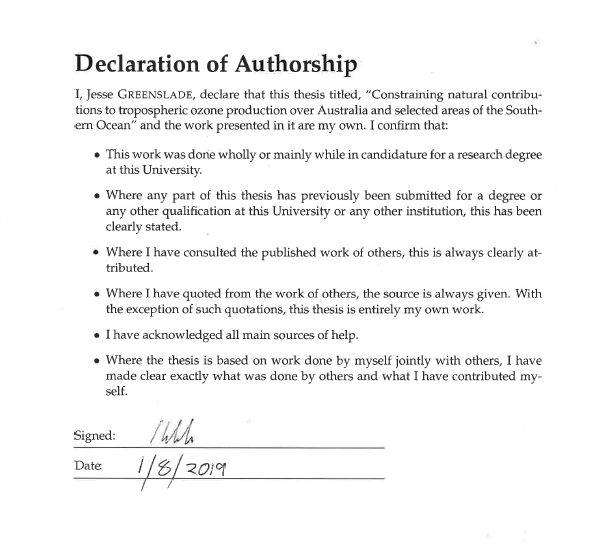 Declaration of Authorship
I, Jesse GREENSLADE, declare that this thesis titled, “Constraining natural contribu-
tions to tropospheric ozone production over Australia and selected areas of the South-
ern Ocean” and the work presented in it are my own. I confirm that:
• This work was done wholly or mainly while in candidature for a research degree
at this University.
• Where any part of this thesis has previously been submitted for a degree or
any other qualification at this University or any other institution, this has been
clearly stated.
• Where I have consulted the published work of others, this is always clearly at-
tributed.
• Where I have quoted from the work of others, the source is always given. With
the exception of such quotations, this thesis is entirely my own work.
• I have acknowledged all main sources of help.
• Where the thesis is based on work done by myself jointly with others, I have
made clear exactly what was done by others and what I have contributed my-
self.
Signed:
Date 1/8/2019